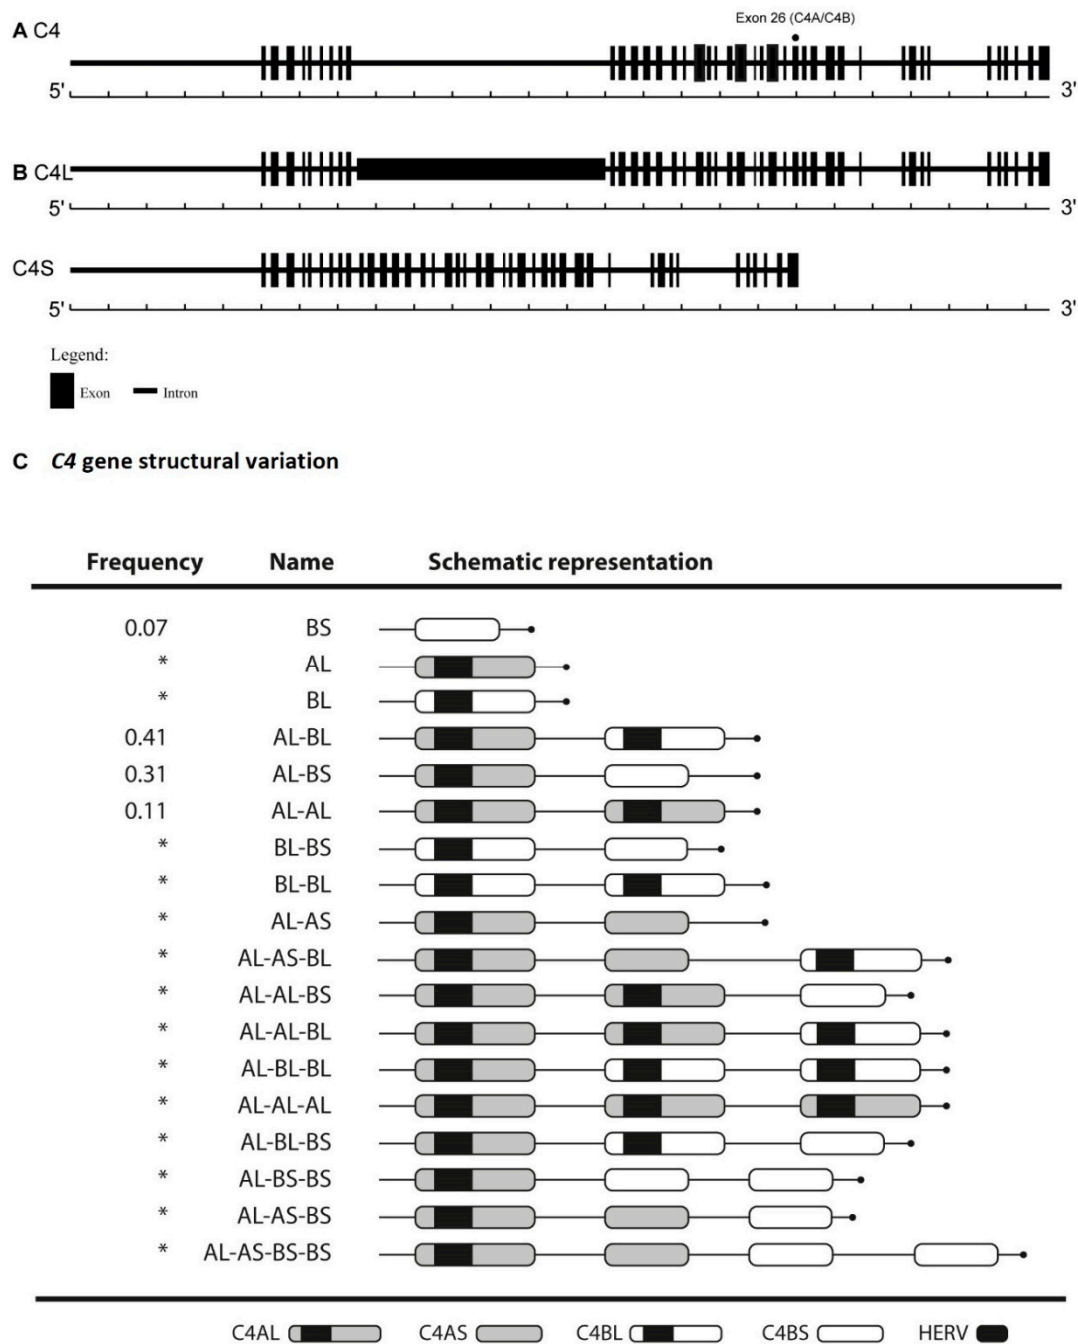 Exon 26 (C4A/C4B)
A C4
5' 3'
B C4L
5' 3'
C4S
5' 3'
Legend:
Exon Intron
C C4 gene structural variation
Frequency Name Schematic representation
0.07 BS
* AL
* BL
0.41 AL-BL
0.31 AL-BS
0.11 AL-AL
* BL-BS
* BL-BL
* AL-AS
* AL-AS-BL
* AL-AL-BS
* AL-AL-BL
* AL-BL-BL
* AL-AL-AL
* AL-BL-BS
* AL-BS-BS
* AL-AS-BS
* AL-AS-BS-BS
C4AL C4AS C4BL C4BS HERV